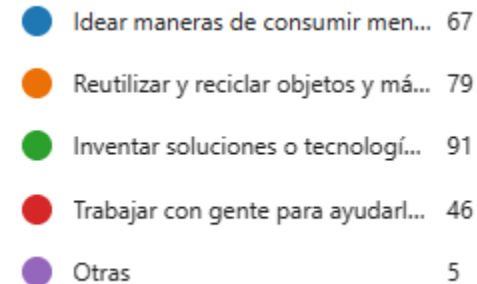 Idear maneras de consumir men... 67
Reutilizar y reciclar objetos y má... 79
Inventar soluciones o tecnologí... 91
Trabajar con gente para ayudarl... 46
Otras 5